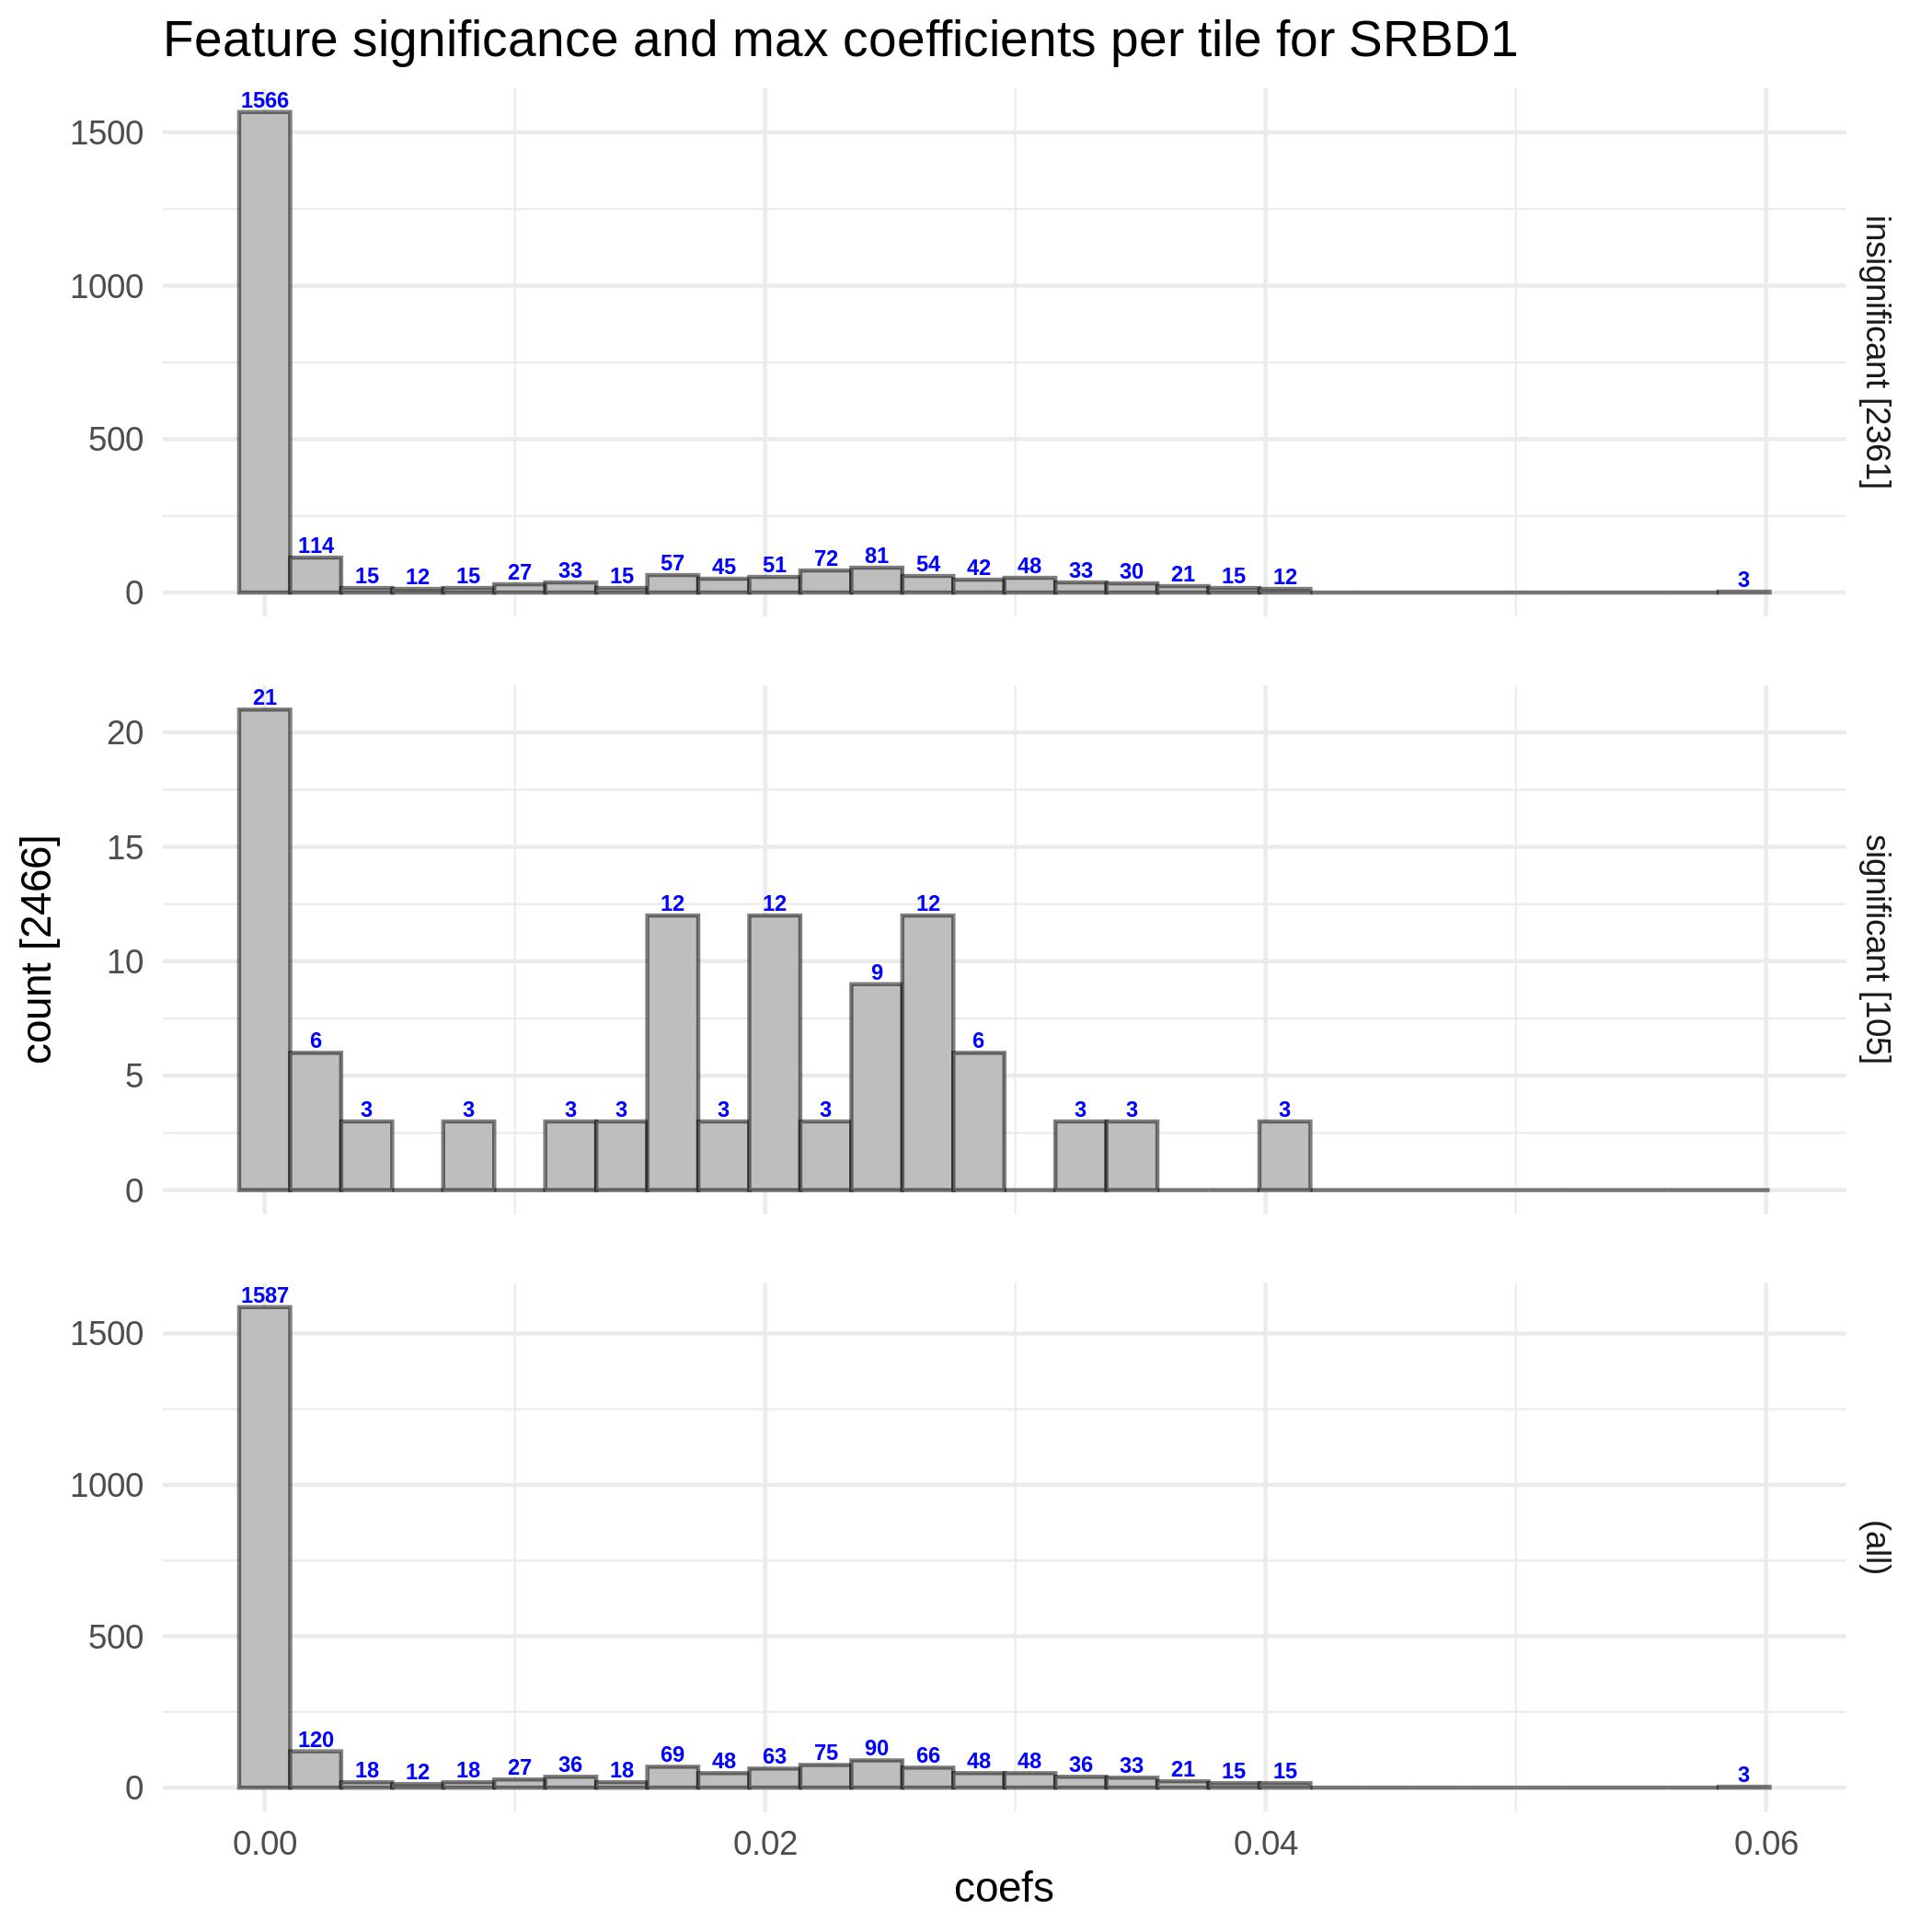 Feature significance and max coefficients per tile for SRBD1
1566
1500
1000
500
114 15 12 15 27 33 15 57 45 51 72 81 54 42 48 33 30 21 15 12 3
0
insignificant [2361]
21
20
15
12 12 12
10
9
6 6
5
3 3 3 3 3 3 3 3 3
0
count [2466]
significant [105]
1587
1500
1000
500
120 18 12 18 27 36 18 69 48 63 75 90 66 48 48 36 33 21 15 15 3
0
(all)
0.00 0.02 0.04 0.06
coefs